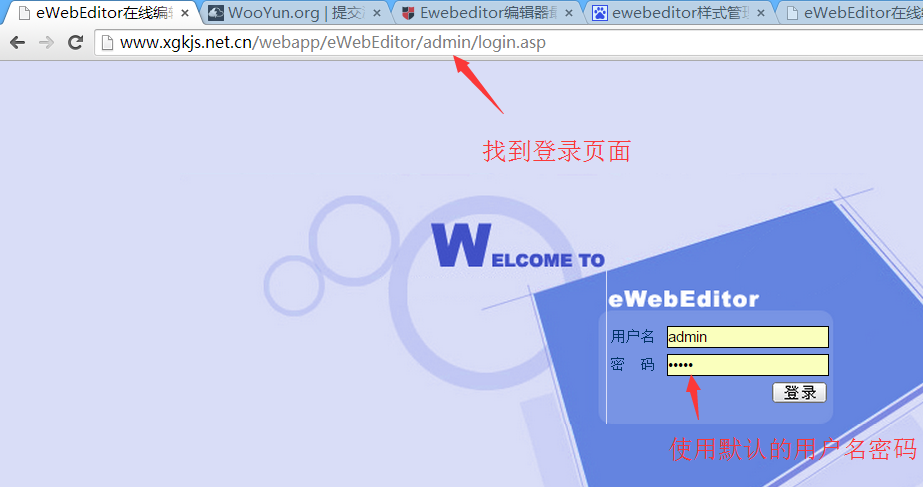 eWebEditor在线编辑
WooYun.org | 提交
Ewebeditor编辑器
ewebeditor样式管理
eWebEditor在线
www.xgkjs.net.cn/webapp/eWebEditor/admin/login.asp
找到登录页面
WELCOME TO
eWebEditor
用户名 admin
密 码 •••••
登录
使用默认的用户名密码